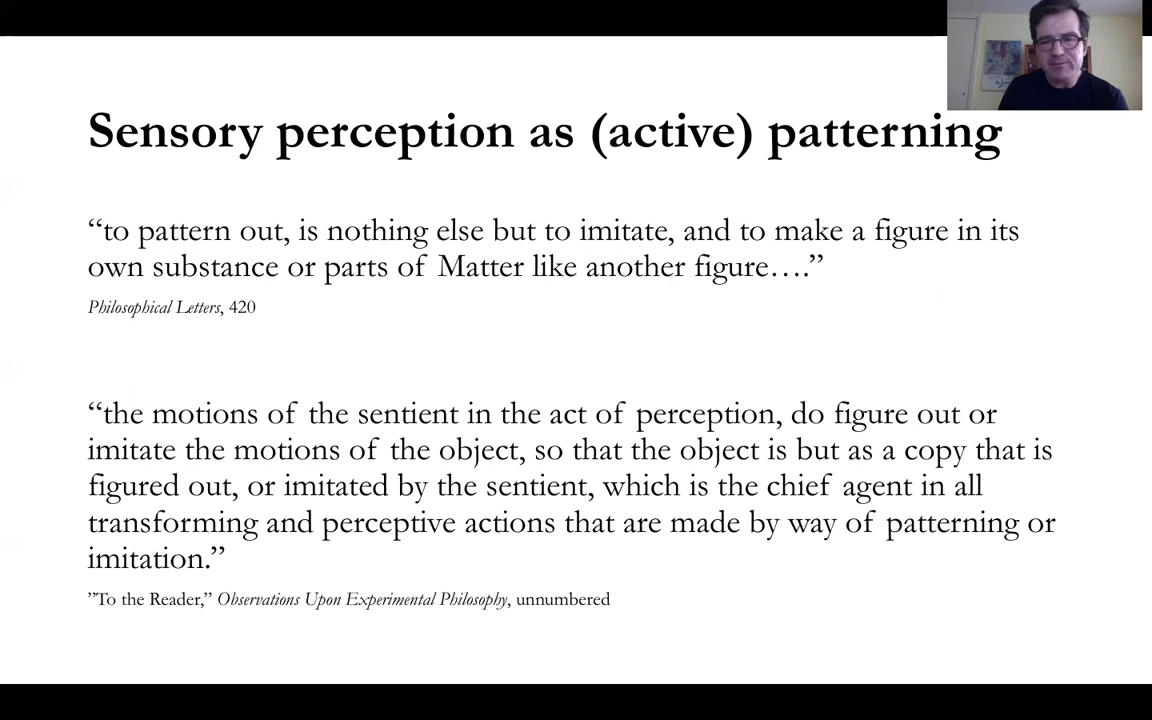 Sensory perception as (active) patterning
“to pattern out, is nothing else but to imitate, and to make a figure in its
own substance or parts of Matter like another figure….”
Philosophical Letters, 420
“the motions of the sentient in the act of perception, do figure out or
imitate the motions of the object, so that the object is but as a copy that is
figured out, or imitated by the sentient, which is the chief agent in all
transforming and perceptive actions that are made by way of patterning or
imitation.”
”To the Reader,” Observations Upon Experimental Philosophy, unnumbered